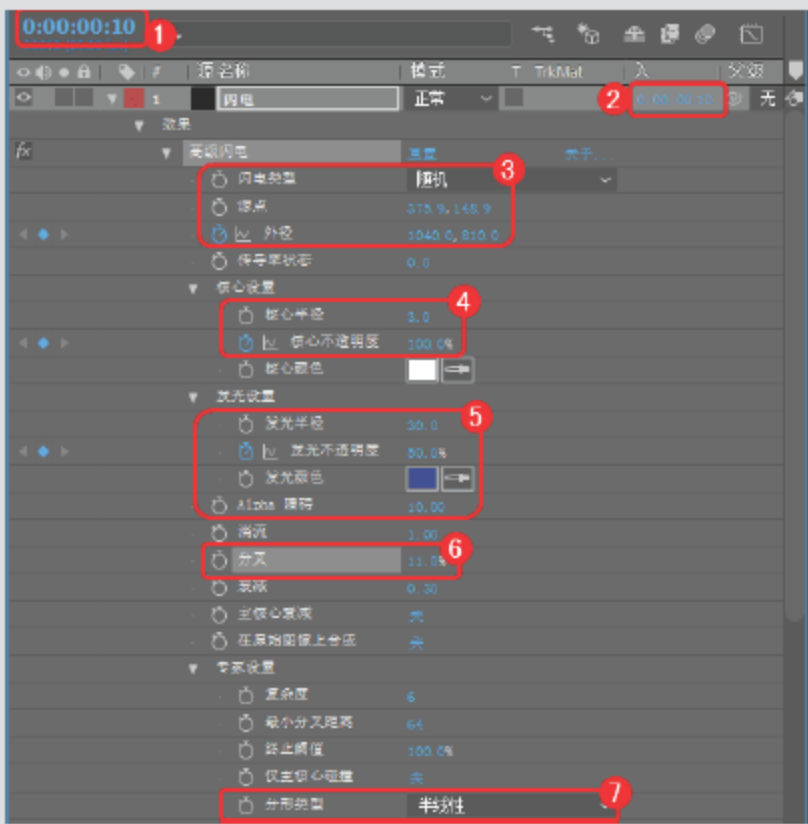 0:00:00:10 1
# 源名称 模式 T TrkMat 入 父级
1 闪电 正常 2 0:00:00:10 无
效果
fx 高级闪电 重置 关于...
3
闪电类型 随机
源点 375.9,148.9
外径 1040.0,810.0
传导率状态 0.0
核心设置
4
核心半径 3.0
核心不透明度 100.0%
核心颜色
发光设置
5
发光半径 30.0
发光不透明度 50.0%
发光颜色
Alpha 障碍 10.00
湍流 1.00
6
分叉 11.0%
衰减 0.30
主核心衰减 关
在原始图像上合成 关
专家设置
复杂度 6
最小分叉距离 64
终止阈值 100.0%
仅主核心碰撞 关
7
分形类型 半线性